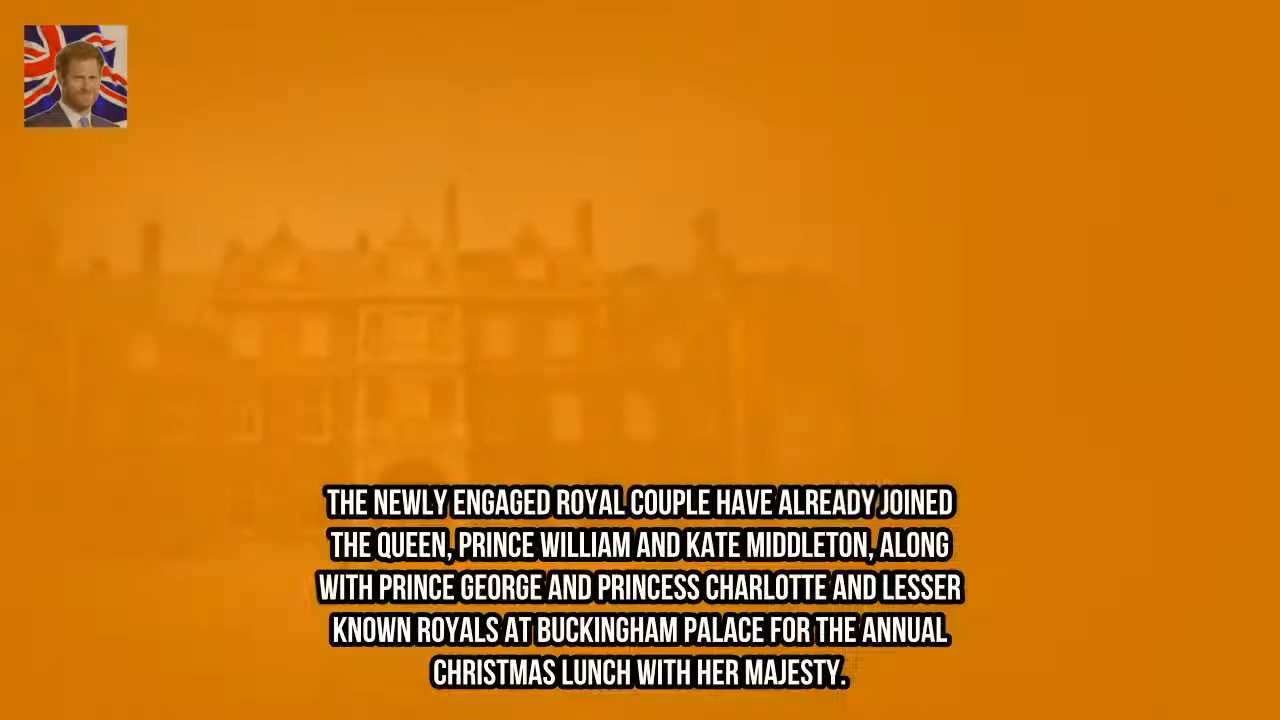 THE NEWLY ENGAGED ROYAL COUPLE HAVE ALREADY JOINED
THE QUEEN, PRINCE WILLIAM AND KATE MIDDLETON, ALONG
WITH PRINCE GEORGE AND PRINCESS CHARLOTTE AND LESSER
KNOWN ROYALS AT BUCKINGHAM PALACE FOR THE ANNUAL
CHRISTMAS LUNCH WITH HER MAJESTY.